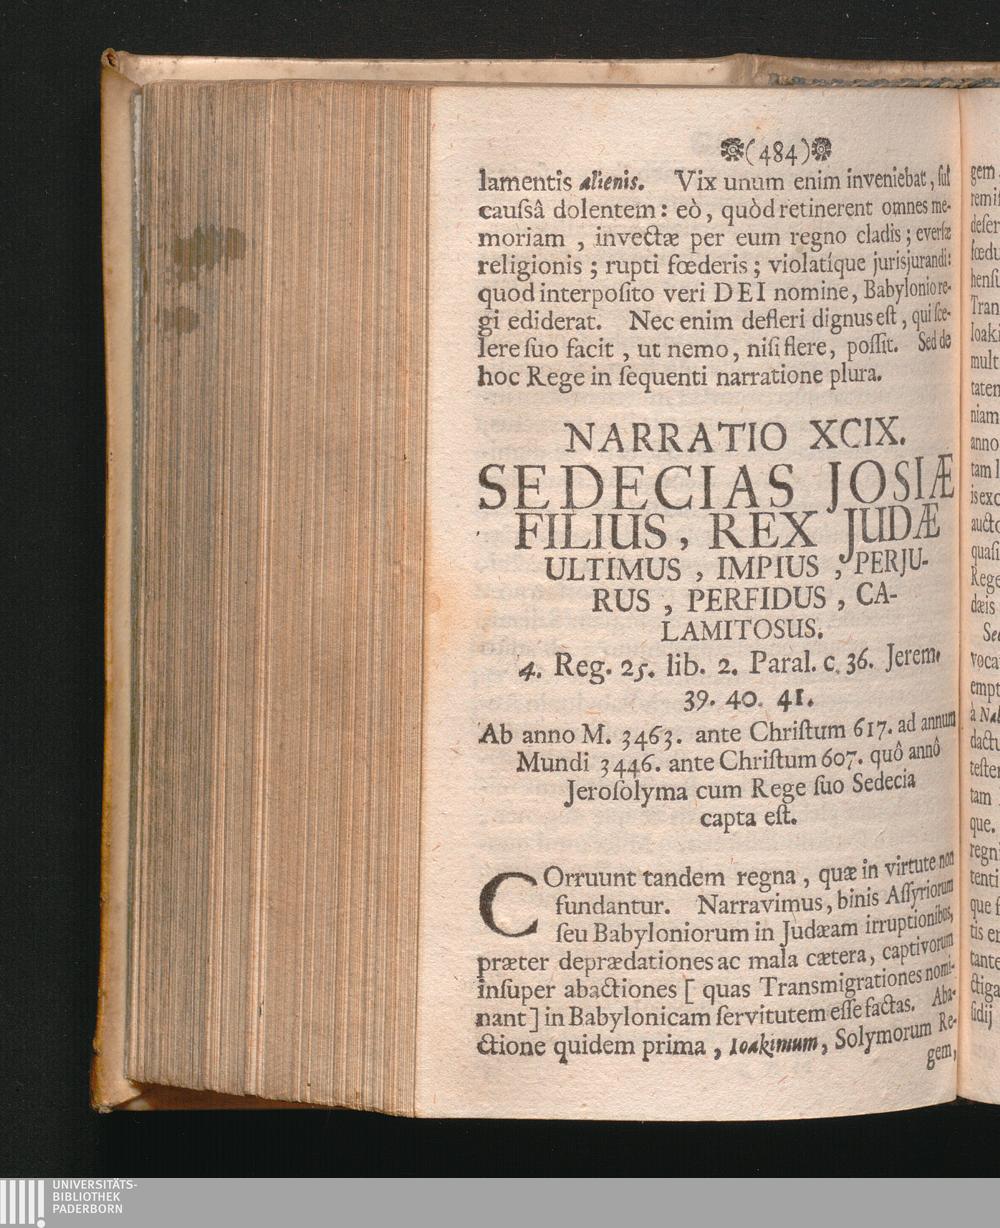 (484)
lamentis alienis. Vix unum enim inveniebat, suâ
caussâ dolentem: eò, quòd retinerent omnes me-
moriam, invectæ per eum regno cladis; eversæ
religionis; rupti fœderis; violatíque jurisjurandi:
quod interposito veri DEI nomine, Babylonio re-
gi ediderat. Nec enim defleri dignus est, qui sce-
lere suo facit, ut nemo, nisi flere, possit. Sed de
hoc Rege in sequenti narratione plura.
NARRATIO XCIX.
SEDECIAS JOSIÆ
FILIUS, REX JUDÆ
ULTIMUS, IMPIUS, PERJU-
RUS, PERFIDUS, CA-
LAMITOSUS.
4. Reg. 25. lib. 2. Paral. c. 36. Jerem.
39. 40. 41.
Ab anno M. 3463. ante Christum 617. ad annum
Mundi 3446. ante Christum 607. quô annô
Jerosolyma cum Rege suo Sedecia
capta est.
COrruunt tandem regna, quæ in virtute non
fundantur. Narravimus, binis Assyriorum
seu Babyloniorum in Judæam irruptionibus,
præter deprædationes ac mala cætera, captivorum
insuper abactiones [ quas Transmigrationes nomi-
nant ] in Babylonicam servitutem esse factas. Aba-
ctione quidem prima, Ioakimum, Solymorum Re-
gem,
UNIVERSITÄTS-
BIBLIOTHEK
PADERBORN